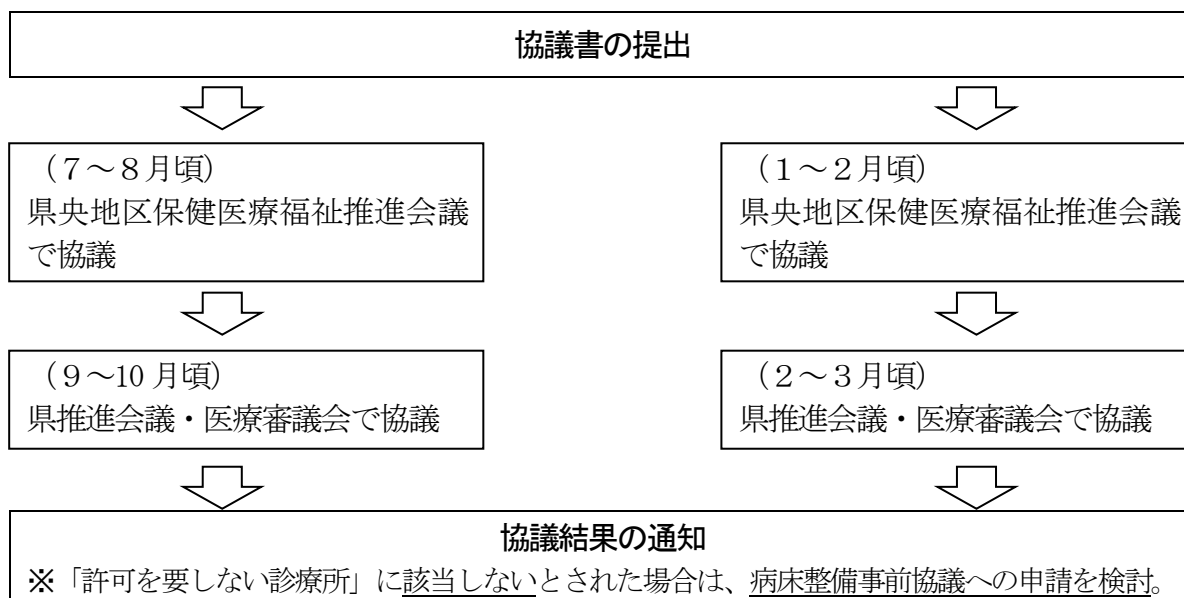 協議書の提出
（７～８月頃）
県央地区保健医療福祉推進会議
で協議
（１～２月頃）
県央地区保健医療福祉推進会議
で協議
（９～10 月頃）
県推進会議・医療審議会で協議
（２～３月頃）
県推進会議・医療審議会で協議
協議結果の通知
※「許可を要しない診療所」に該当しないとされた場合は、病床整備事前協議への申請を検討。